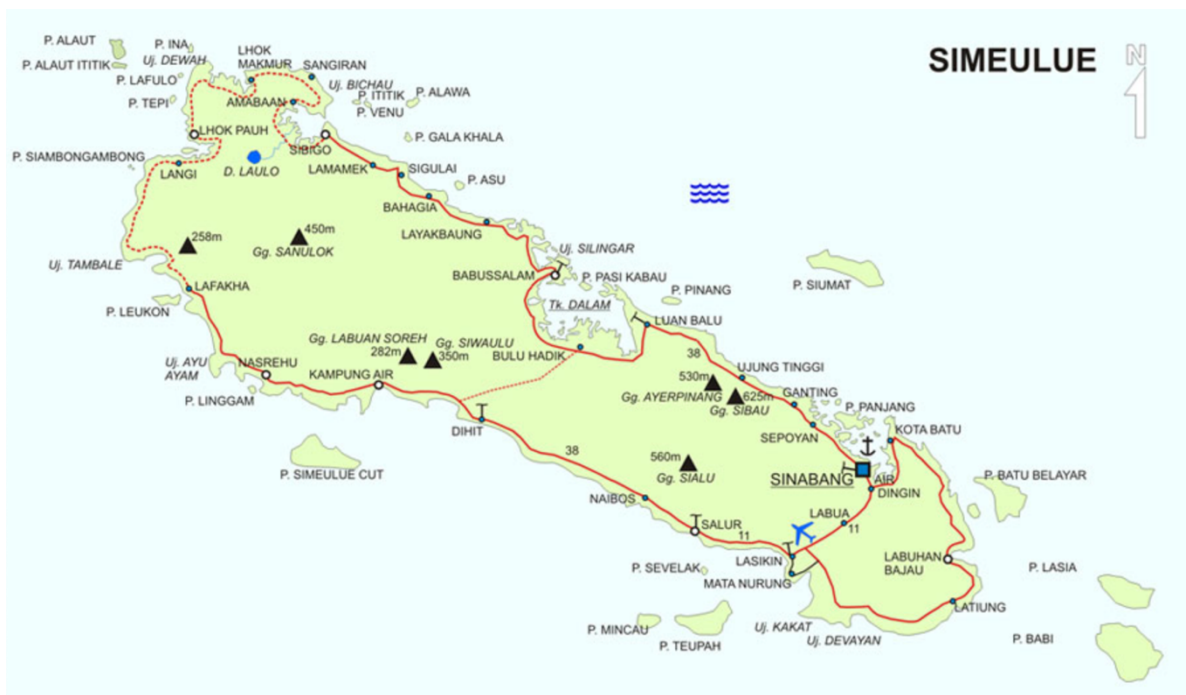 SIMEULUE
N
P. ALAUT
P. ALAUT ITITIK
P. INA
Uj. DEWAH
P. LAFULO
P. TEPI
LHOK
MAKMUR
SANGIRAN
Uj. BICHAU
AMABAAN
P. ITITIK
P. VENU
P. ALAWA
LHOK PAUH
P. GALA KHALA
SIBIGO
P. SIAMBONGAMBONG
LANGI
D. LAULO
LAMAMEK
SIGULAI
P. ASU
BAHAGIA
LAYAKBAUNG
258m
450m
Gg. SANULOK
Uj. SILINGAR
Uj. TAMBALE
BABUSSALAM
P. PASI KABAU
P. SIUMAT
LAFAKHA
P. PINANG
P. LEUKON
Tk. DALAM
LUAN BALU
Gg. LABUAN SOREH
Gg. SIWAULU
282m
350m
BULU HADIK
38
Uj. AYU
AYAM
NASREHU
KAMPUNG AIR
UJUNG TINGGI
530m
Gg. AYERPINANG
625m
Gg. SIBAU
GANTING
P. LINGGAM
P. PANJANG
DIHIT
SEPOYAN
KOTA BATU
38
560m
Gg. SIALU
P. SIMEULUE CUT
SINABANG
AIR
DINGIN
P. BATU BELAYAR
NAIBOS
LABUA
11
SALUR
11
LASIKIN
LABUHAN
BAJAU
P. SEVELAK
MATA NURUNG
P. LASIA
LATIUNG
P. MINCAU
P. TEUPAH
Uj. KAKAT
Uj. DEVAYAN
P. BABI